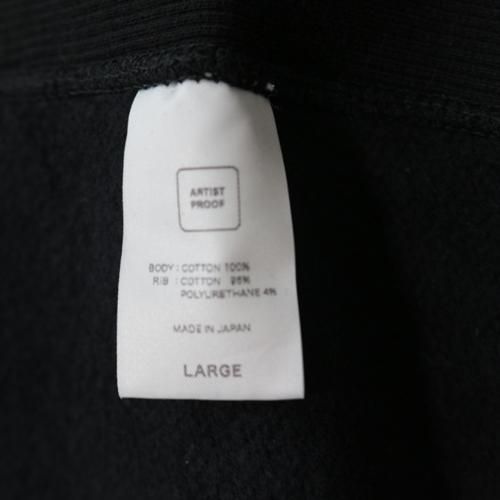 ARTIST
PROOF
BODY : COTTON 100%
RIB : COTTON 96%
POLYURETHANE 4%
MADE IN JAPAN
LARGE